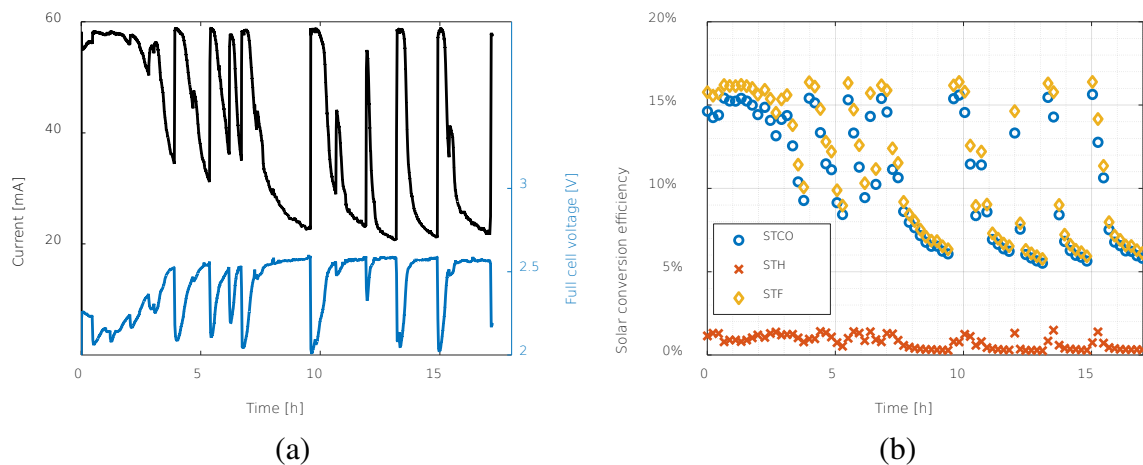 60
40
20
Current [mA]
3
2.5
2
Full cell voltage [V]
0
5
10
15
Time [h]
(a)
20%
15%
10%
5%
0%
Solar conversion efficiency
STCO
STH
STF
0
5
10
15
Time [h]
(b)